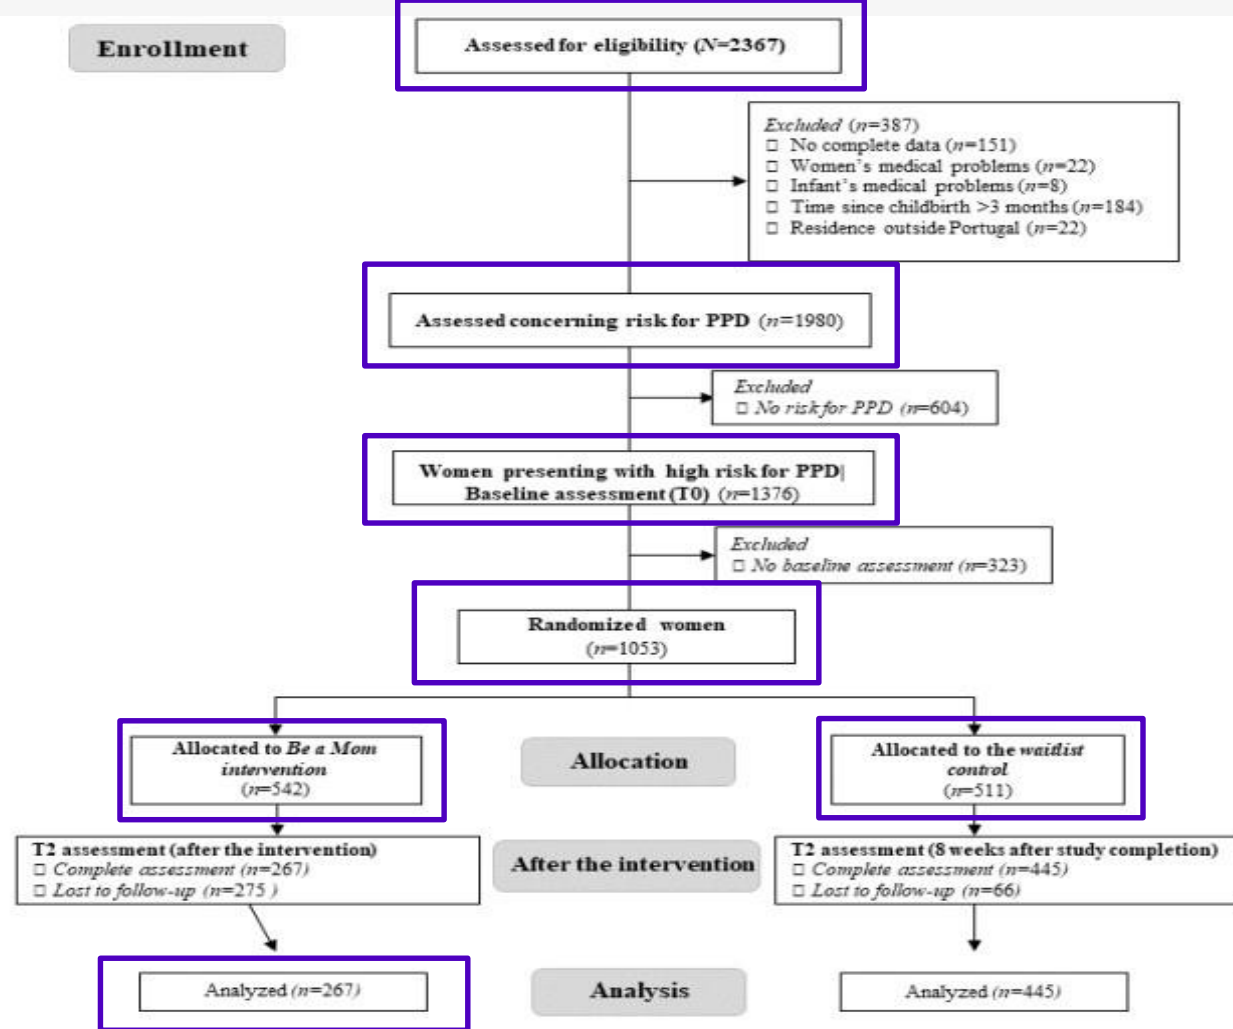 Enrollment
Assessed for eligibility (N=2367)
Excluded (n=387)
□ No complete data (n=151)
□ Women's medical problems (n=22)
□ Infant's medical problems (n=8)
□ Time since childbirth >3 months (n=184)
□ Residence outside Portugal (n=22)
Assessed concerning risk for PPD (n=1980)
Excluded
□ No risk for PPD (n=604)
Women presenting with high risk for PPD|
Baseline assessment (T0) (n=1376)
Excluded
□ No baseline assessment (n=323)
Randomized women
(n=1053)
Allocated to Be a Mom
intervention
(n=542)
Allocation
Allocated to the waitlist
control
(n=511)
T2 assessment (after the intervention)
□ Complete assessment (n=267)
□ Lost to follow-up (n=275 )
After the intervention
T2 assessment (8 weeks after study completion)
□ Complete assessment (n=445)
□ Lost to follow-up (n=66)
Analyzed (n=267)
Analysis
Analyzed (n=445)